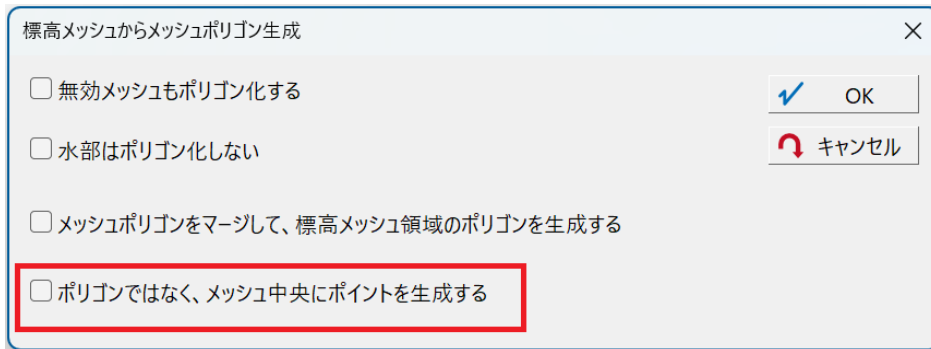 標高メッシュからメッシュポリゴン生成
無効メッシュもポリゴン化する
OK
水部はポリゴン化しない
キャンセル
メッシュポリゴンをマージして、標高メッシュ領域のポリゴンを生成する
ポリゴンではなく、メッシュ中央にポイントを生成する